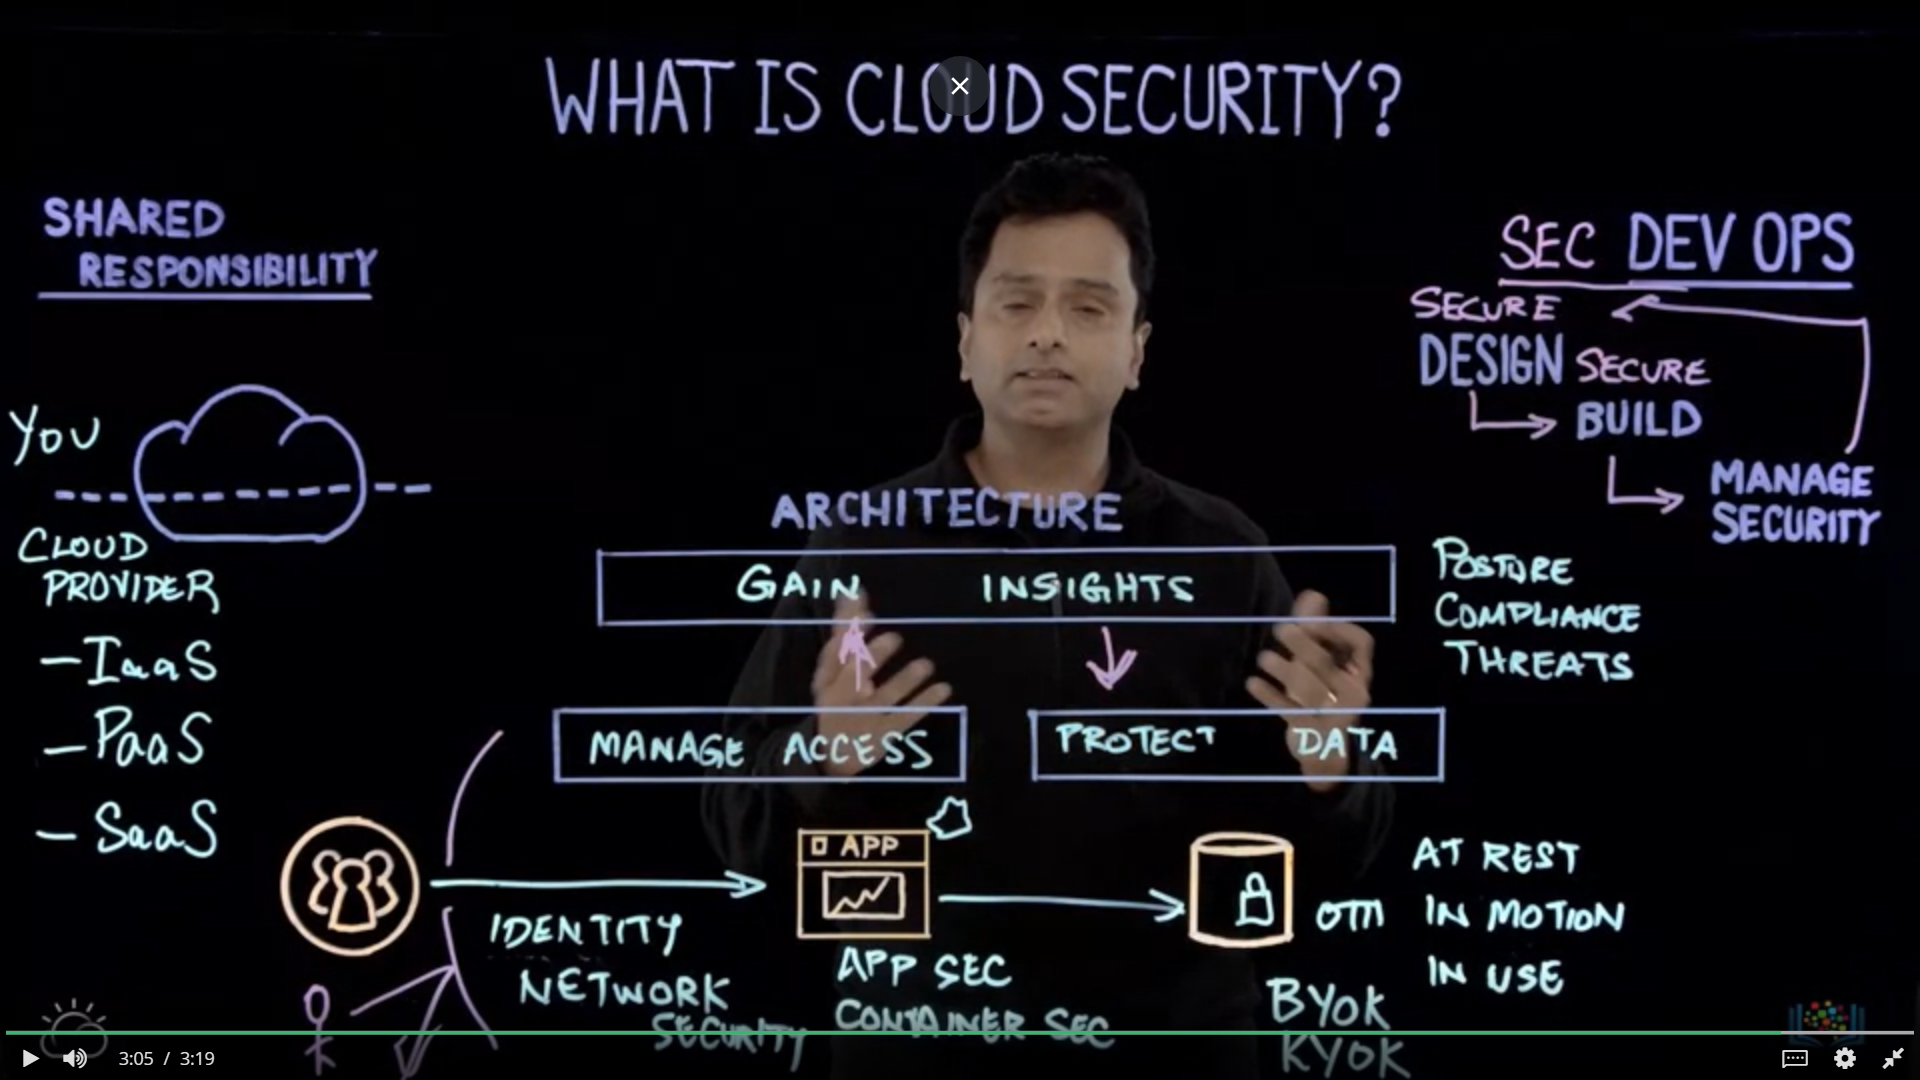 WHAT IS CLOUD SECURITY?
SHARED
RESPONSIBILITY
YOU
CLOUD
PROVIDER
- IaaS
- PaaS
- SaaS
SEC DEV OPS
SECURE
DESIGN SECURE
BUILD
MANAGE
SECURITY
ARCHITECTURE
GAIN INSIGHTS
POSTURE
COMPLIANCE
THREATS
MANAGE ACCESS
PROTECT DATA
APP
IDENTITY
NETWORK
SECURITY
APP SEC
CONTAINER SEC
AT REST
IN MOTION
IN USE
BYOK
KYOK
3:05 / 3:19